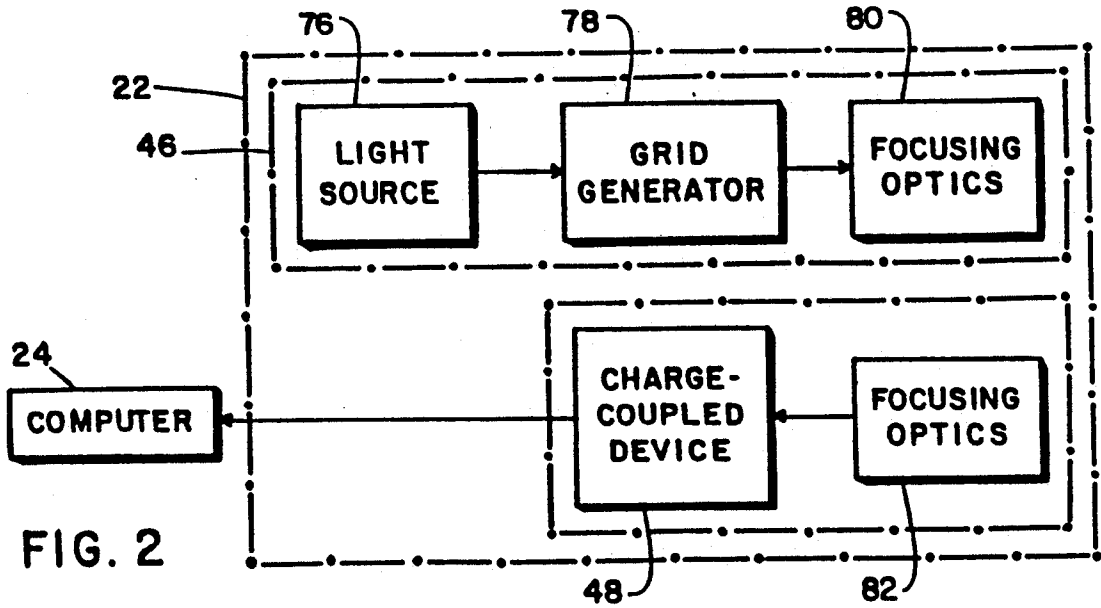 76
78
80
22
46
LIGHT
SOURCE
GRID
GENERATOR
FOCUSING
OPTICS
24
COMPUTER
CHARGE-
COUPLED
DEVICE
FOCUSING
OPTICS
FIG. 2
48
82